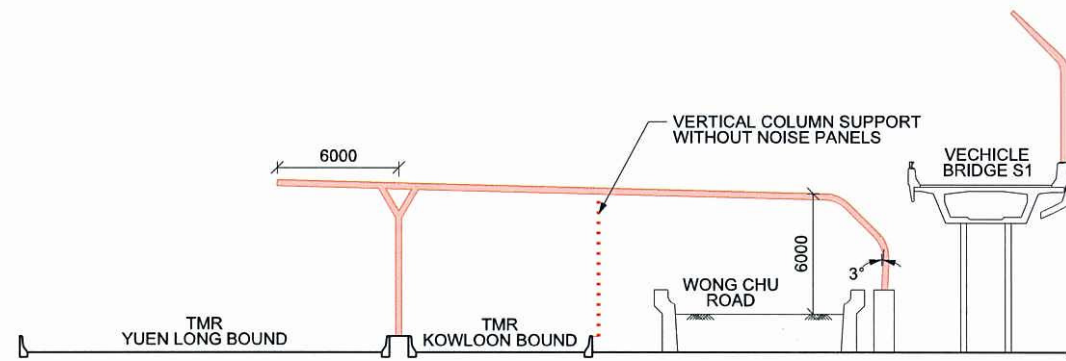 VERTICAL COLUMN SUPPORT
WITHOUT NOISE PANELS
6000
VECHICLE
BRIDGE S1
6000
3°
WONG CHU
ROAD
TMR
YUEN LONG BOUND
TMR
KOWLOON BOUND